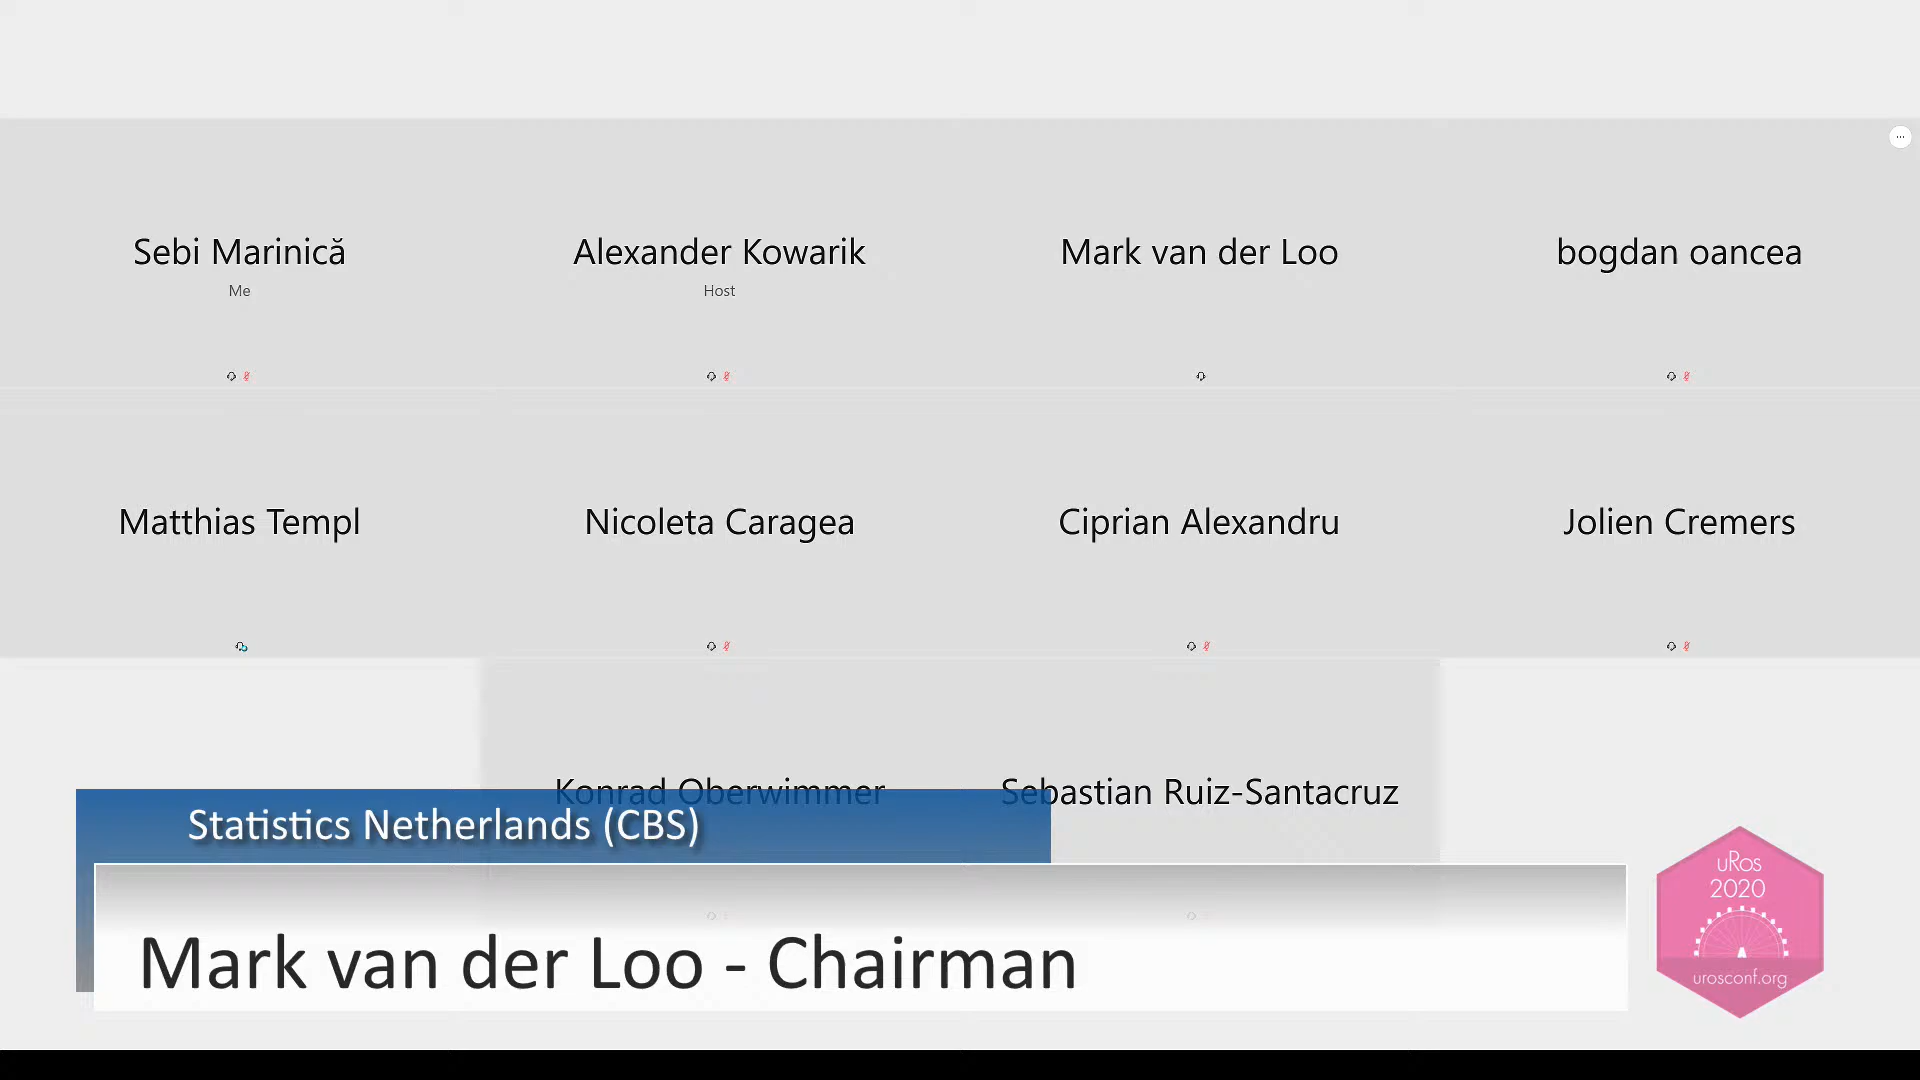 Sebi Marinică
Me
Alexander Kowarik
Host
Mark van der Loo
bogdan oancea
Matthias Templ
Nicoleta Caragea
Ciprian Alexandru
Jolien Cremers
Konrad Oberwimmer
Sebastian Ruiz-Santacruz
Statistics Netherlands (CBS)
Mark van der Loo - Chairman
uRos
2020
urosconf.org